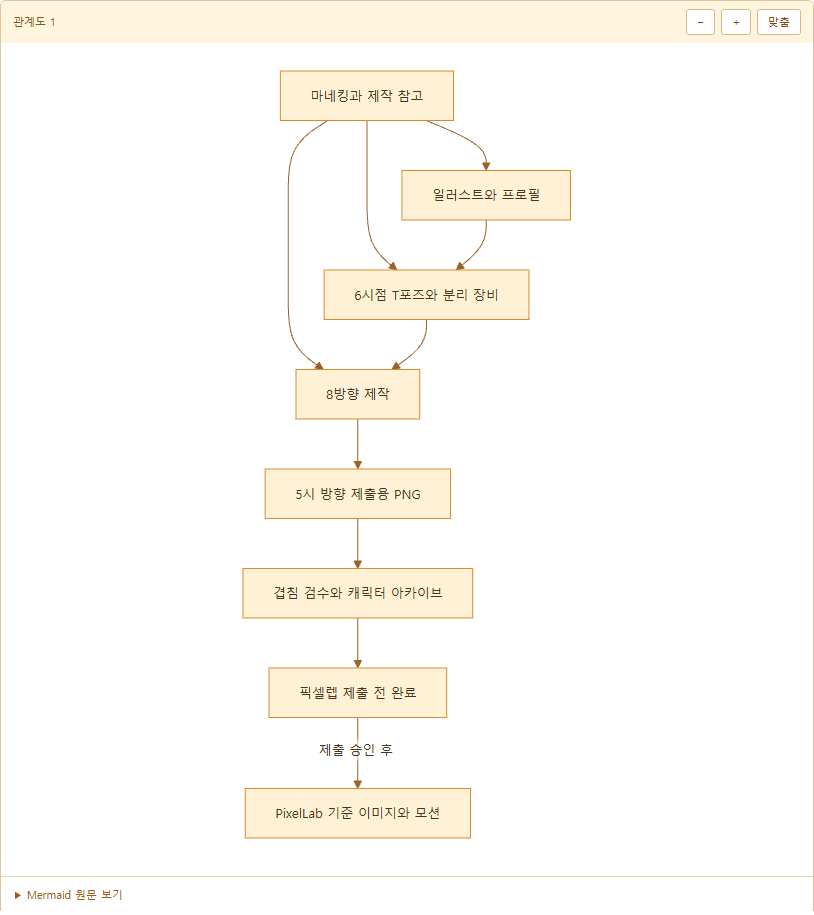 관계도 1
−
+
맞춤
마네킹과 제작 참고
일러스트와 프로필
6시점 T포즈와 분리 장비
8방향 제작
5시 방향 제출용 PNG
겹침 검수와 캐릭터 아카이브
픽셀렙 제출 전 완료
제출 승인 후
PixelLab 기준 이미지와 모션
▶ Mermaid 원문 보기